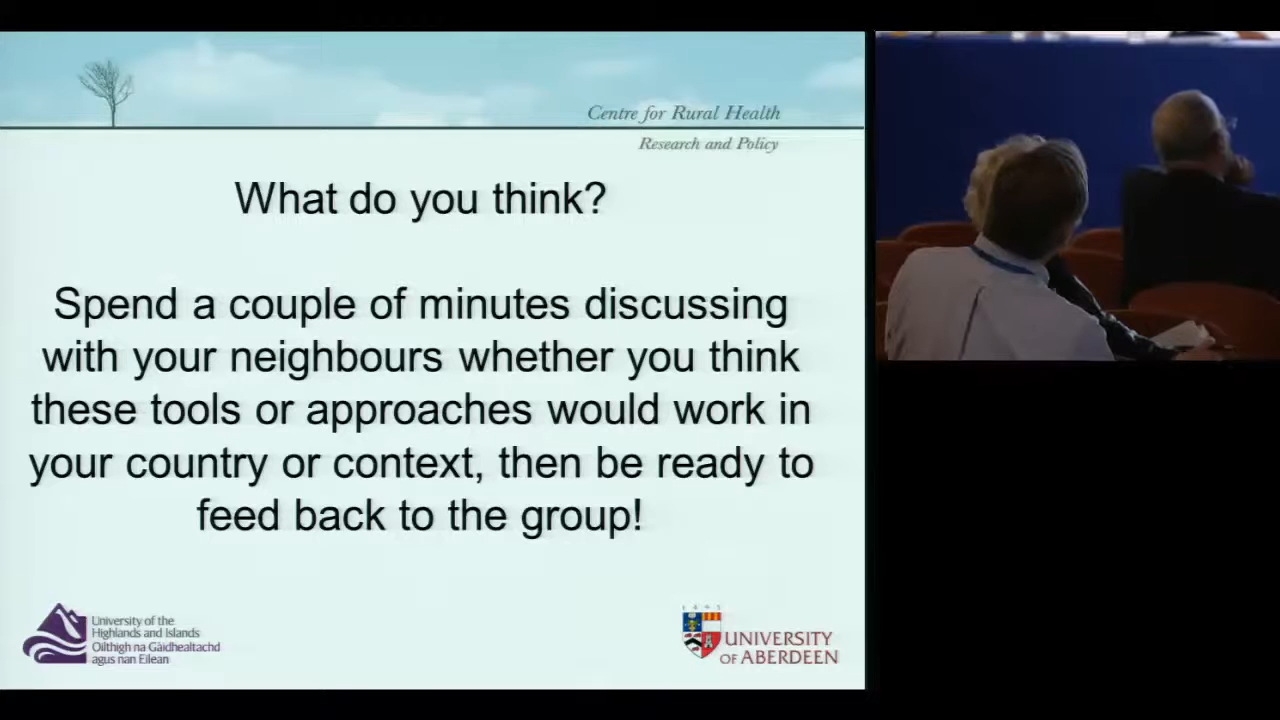 Centre for Rural Health
Research and Policy
What do you think?
Spend a couple of minutes discussing
with your neighbours whether you think
these tools or approaches would work in
your country or context, then be ready to
feed back to the group!
University of the
Highlands and Islands
Oilthigh na Gàidhealtachd
agus nan Eilean
1495
UNIVERSITY
OF ABERDEEN